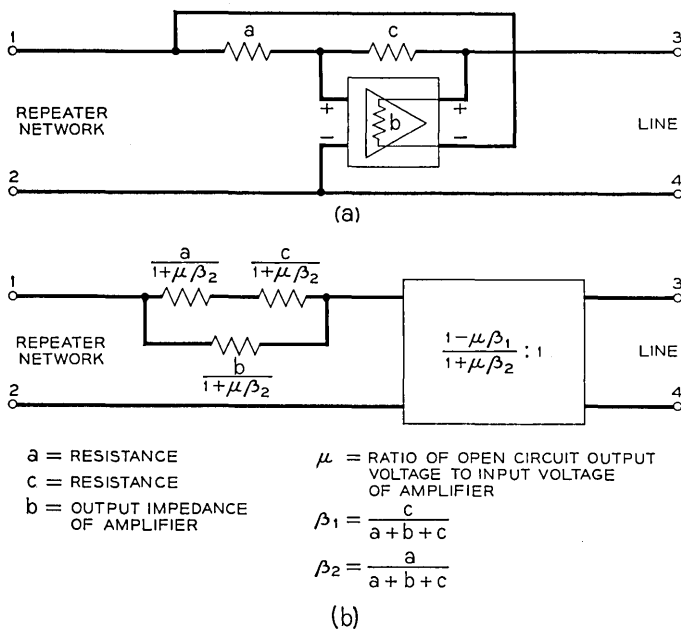 1
a
c
3
REPEATER
NETWORK
+
b
+
−
−
LINE
2
4
(a)
1
a/(1+μβ₂)
c/(1+μβ₂)
3
REPEATER
NETWORK
b/(1+μβ₂)
(1−μβ₁)/(1+μβ₂) : 1
LINE
2
4
a = RESISTANCE
c = RESISTANCE
b = OUTPUT IMPEDANCE
OF AMPLIFIER
μ = RATIO OF OPEN CIRCUIT OUTPUT
VOLTAGE TO INPUT VOLTAGE
OF AMPLIFIER
β₁ = c/(a+b+c)
β₂ = a/(a+b+c)
(b)